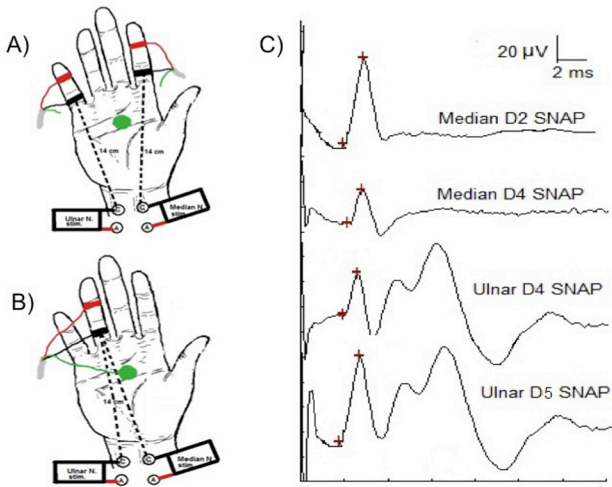 A)
14 cm
14 cm
C
C
Ulnar N.
stim.
Median N.
stim.
A
A
B)
14 cm
C
C
Ulnar N.
stim.
Median N.
stim.
A
A
C)
20 µV
2 ms
Median D2 SNAP
Median D4 SNAP
Ulnar D4 SNAP
Ulnar D5 SNAP